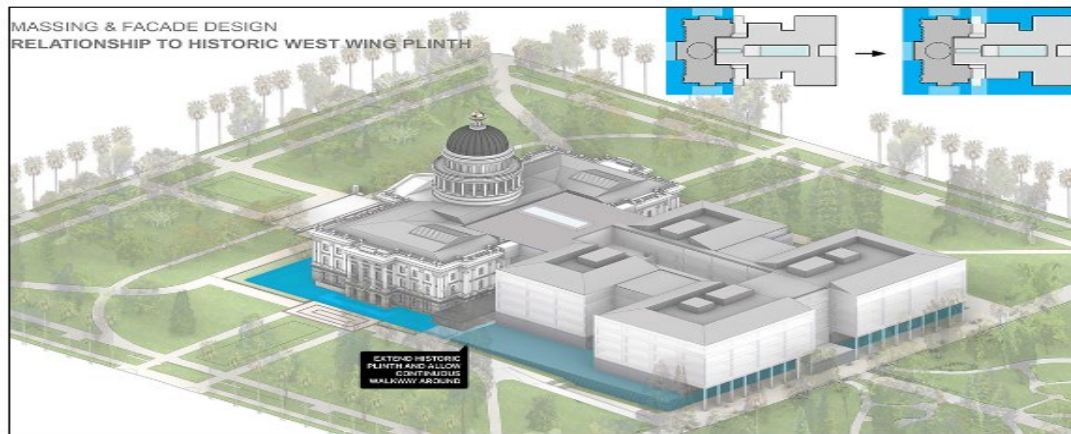 MASSING & FACADE DESIGN
RELATIONSHIP TO HISTORIC WEST WING PLINTH
EXTEND HISTORIC
PLINTH AND ALLOW
CONTINUOUS
WALKWAY AROUND